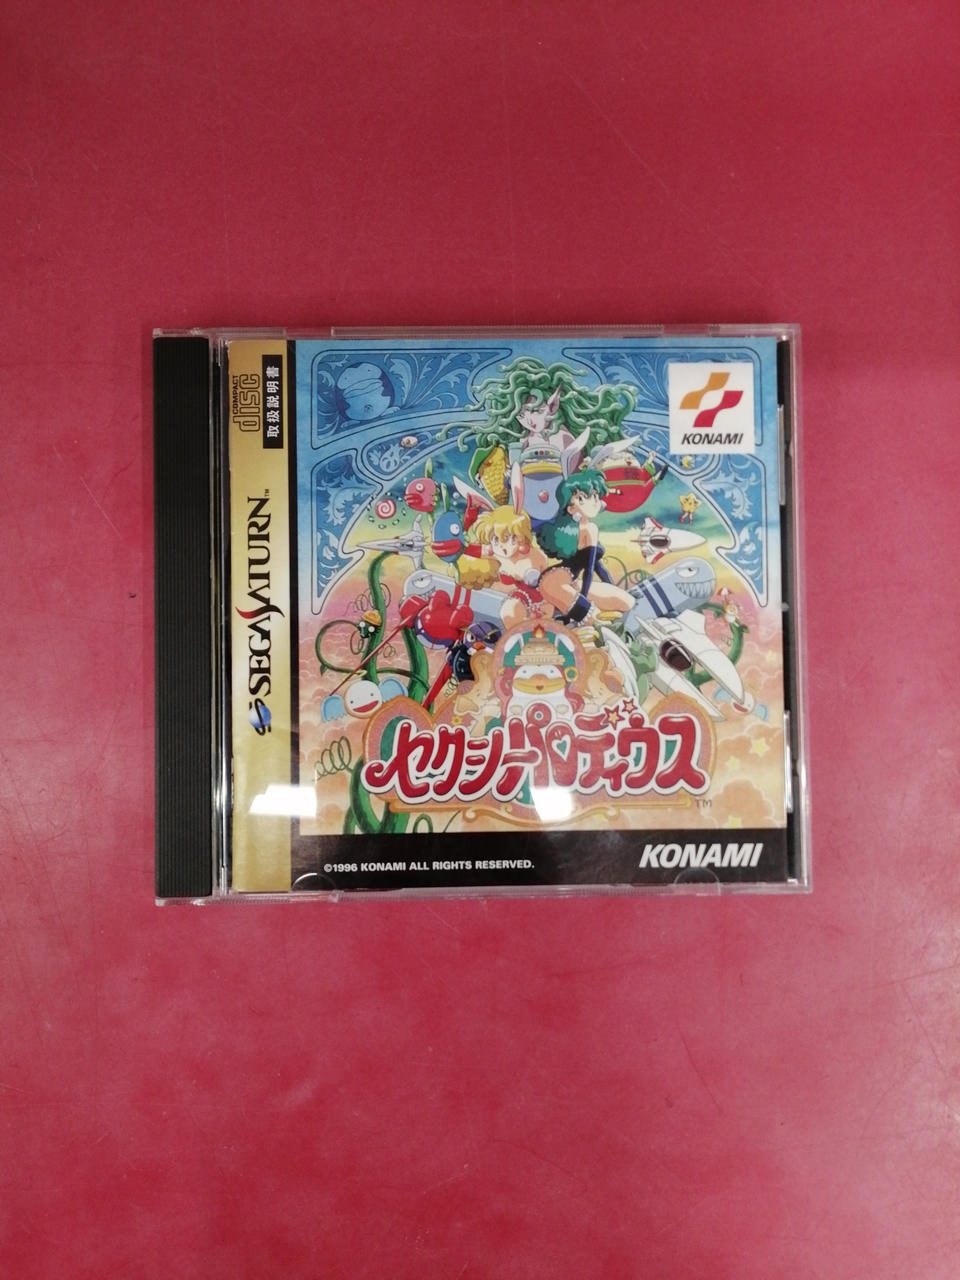 COMPACT
disc
取扱説明書
SEGA SATURN™
KONAMI
セクシーパロディウス
TM
©1996 KONAMI ALL RIGHTS RESERVED.
KONAMI